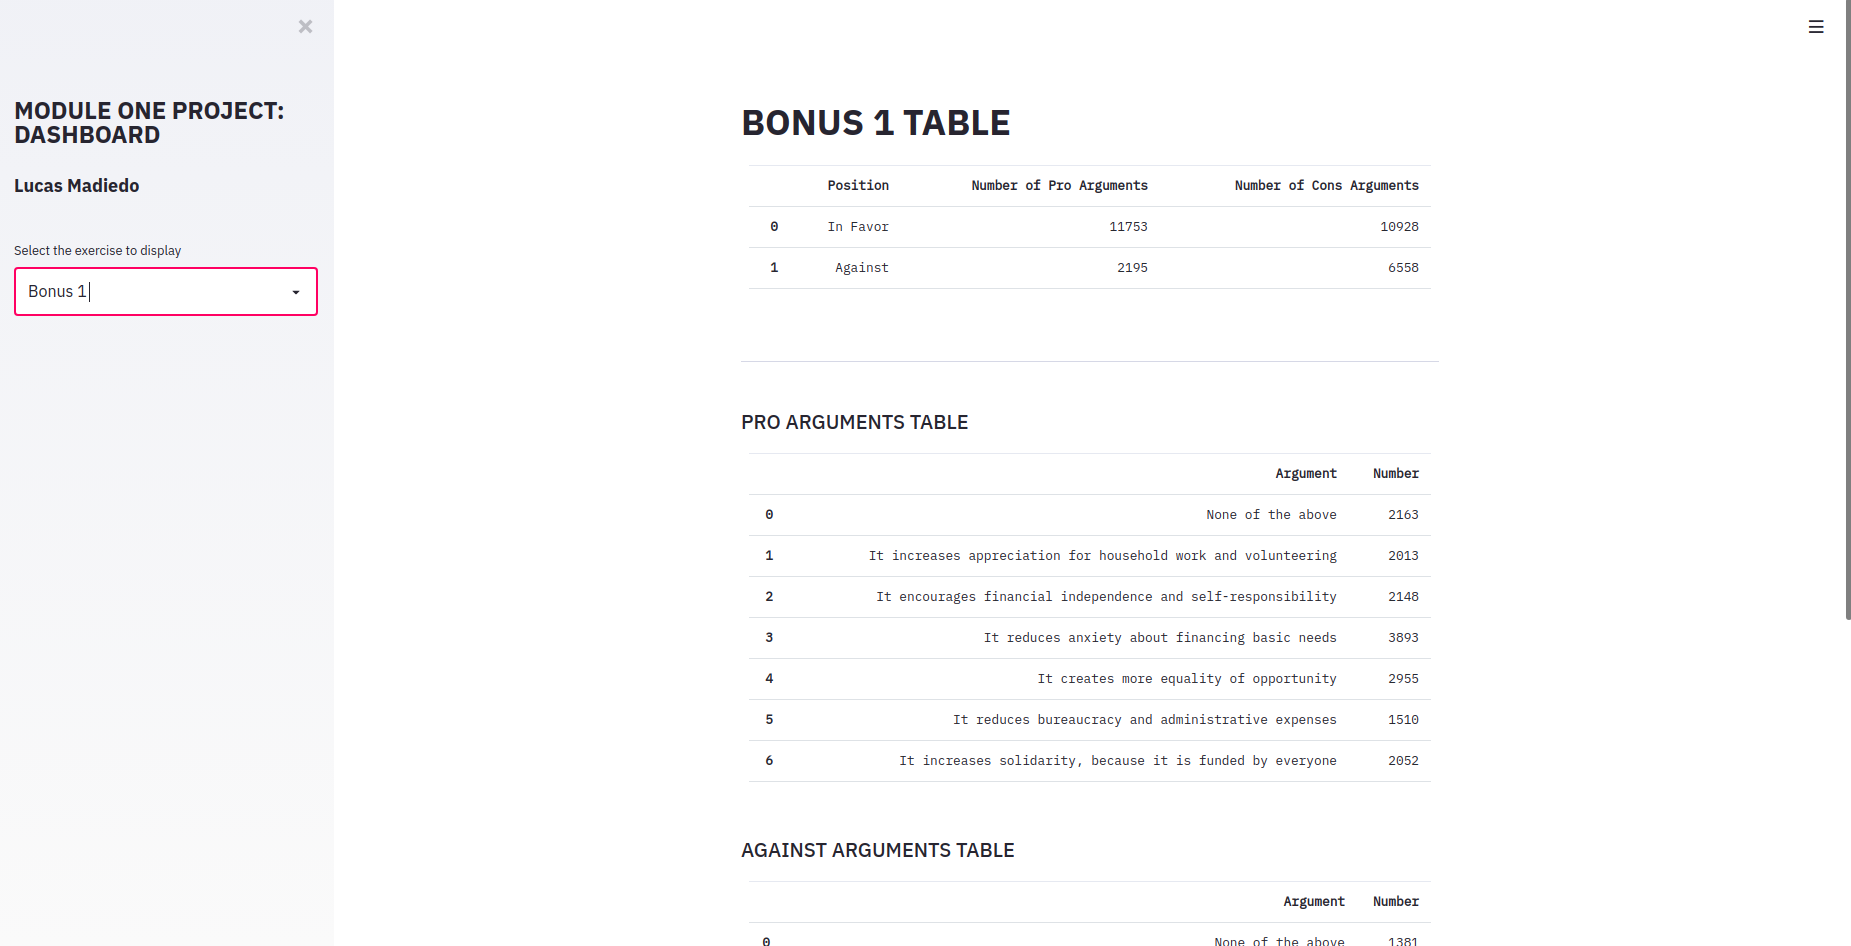 MODULE ONE PROJECT:
DASHBOARD
Lucas Madiedo
Select the exercise to display
Bonus 1
BONUS 1 TABLE
Position Number of Pro Arguments Number of Cons Arguments
0 In Favor 11753 10928
1 Against 2195 6558
PRO ARGUMENTS TABLE
Argument Number
0 None of the above 2163
1 It increases appreciation for household work and volunteering 2013
2 It encourages financial independence and self-responsibility 2148
3 It reduces anxiety about financing basic needs 3893
4 It creates more equality of opportunity 2955
5 It reduces bureaucracy and administrative expenses 1510
6 It increases solidarity, because it is funded by everyone 2052
AGAINST ARGUMENTS TABLE
Argument Number
0 None of the above 1381